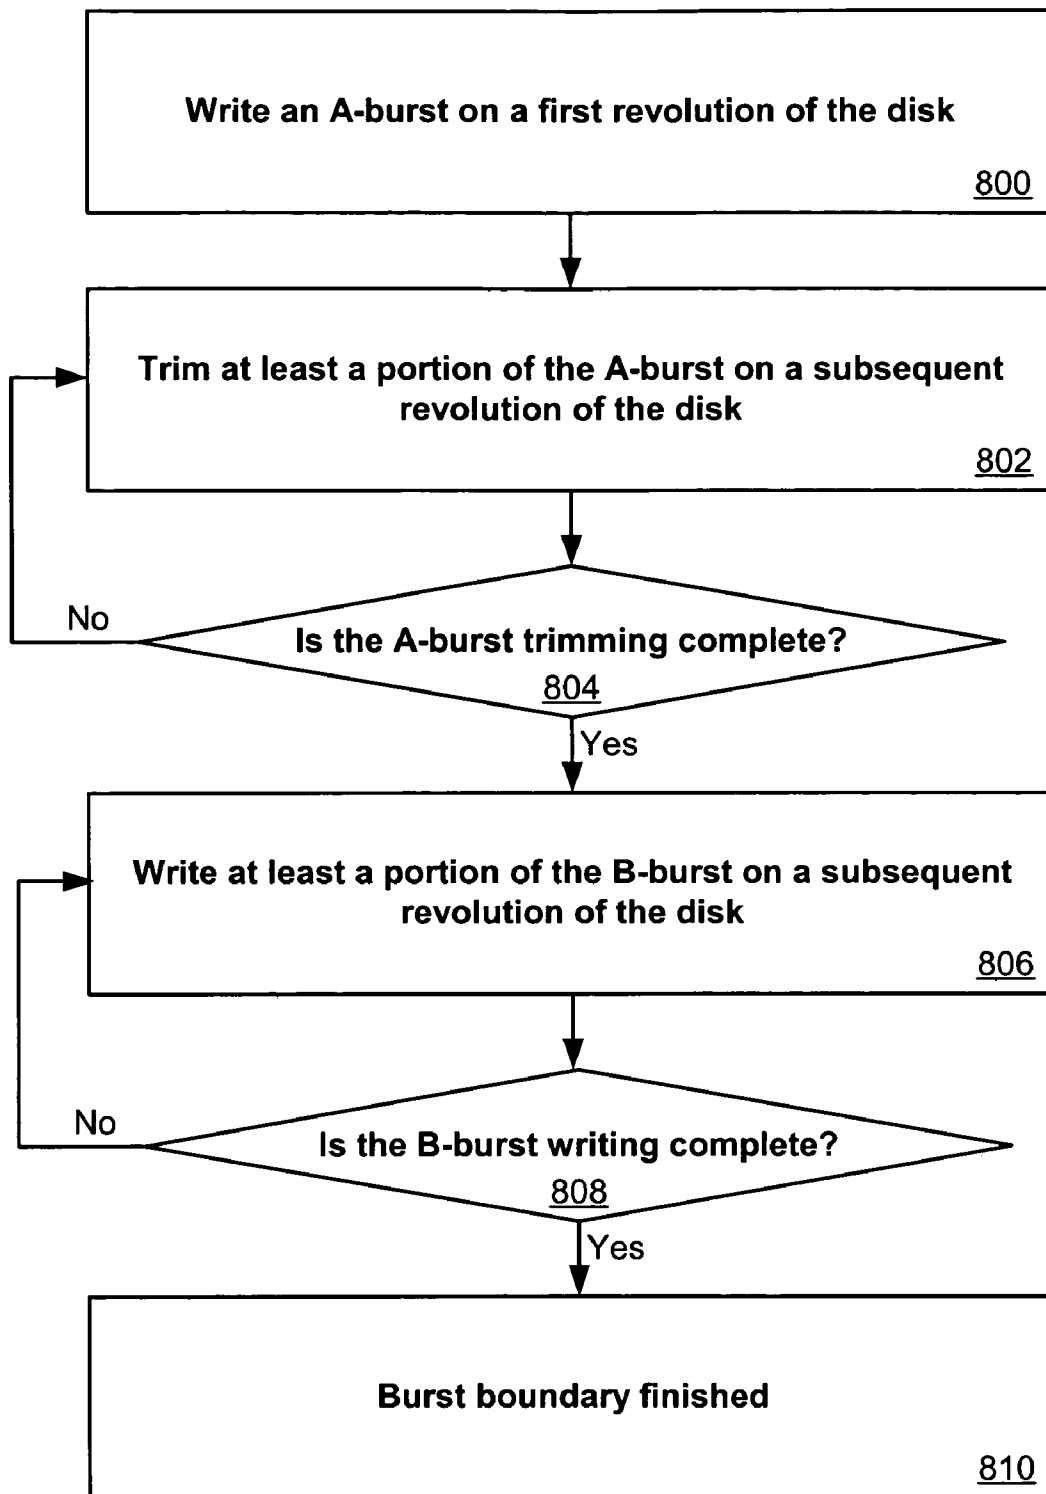 Write an A-burst on a first revolution of the disk
800
Trim at least a portion of the A-burst on a subsequent
revolution of the disk
802
No
Is the A-burst trimming complete?
804
Yes
Write at least a portion of the B-burst on a subsequent
revolution of the disk
806
No
Is the B-burst writing complete?
808
Yes
Burst boundary finished
810